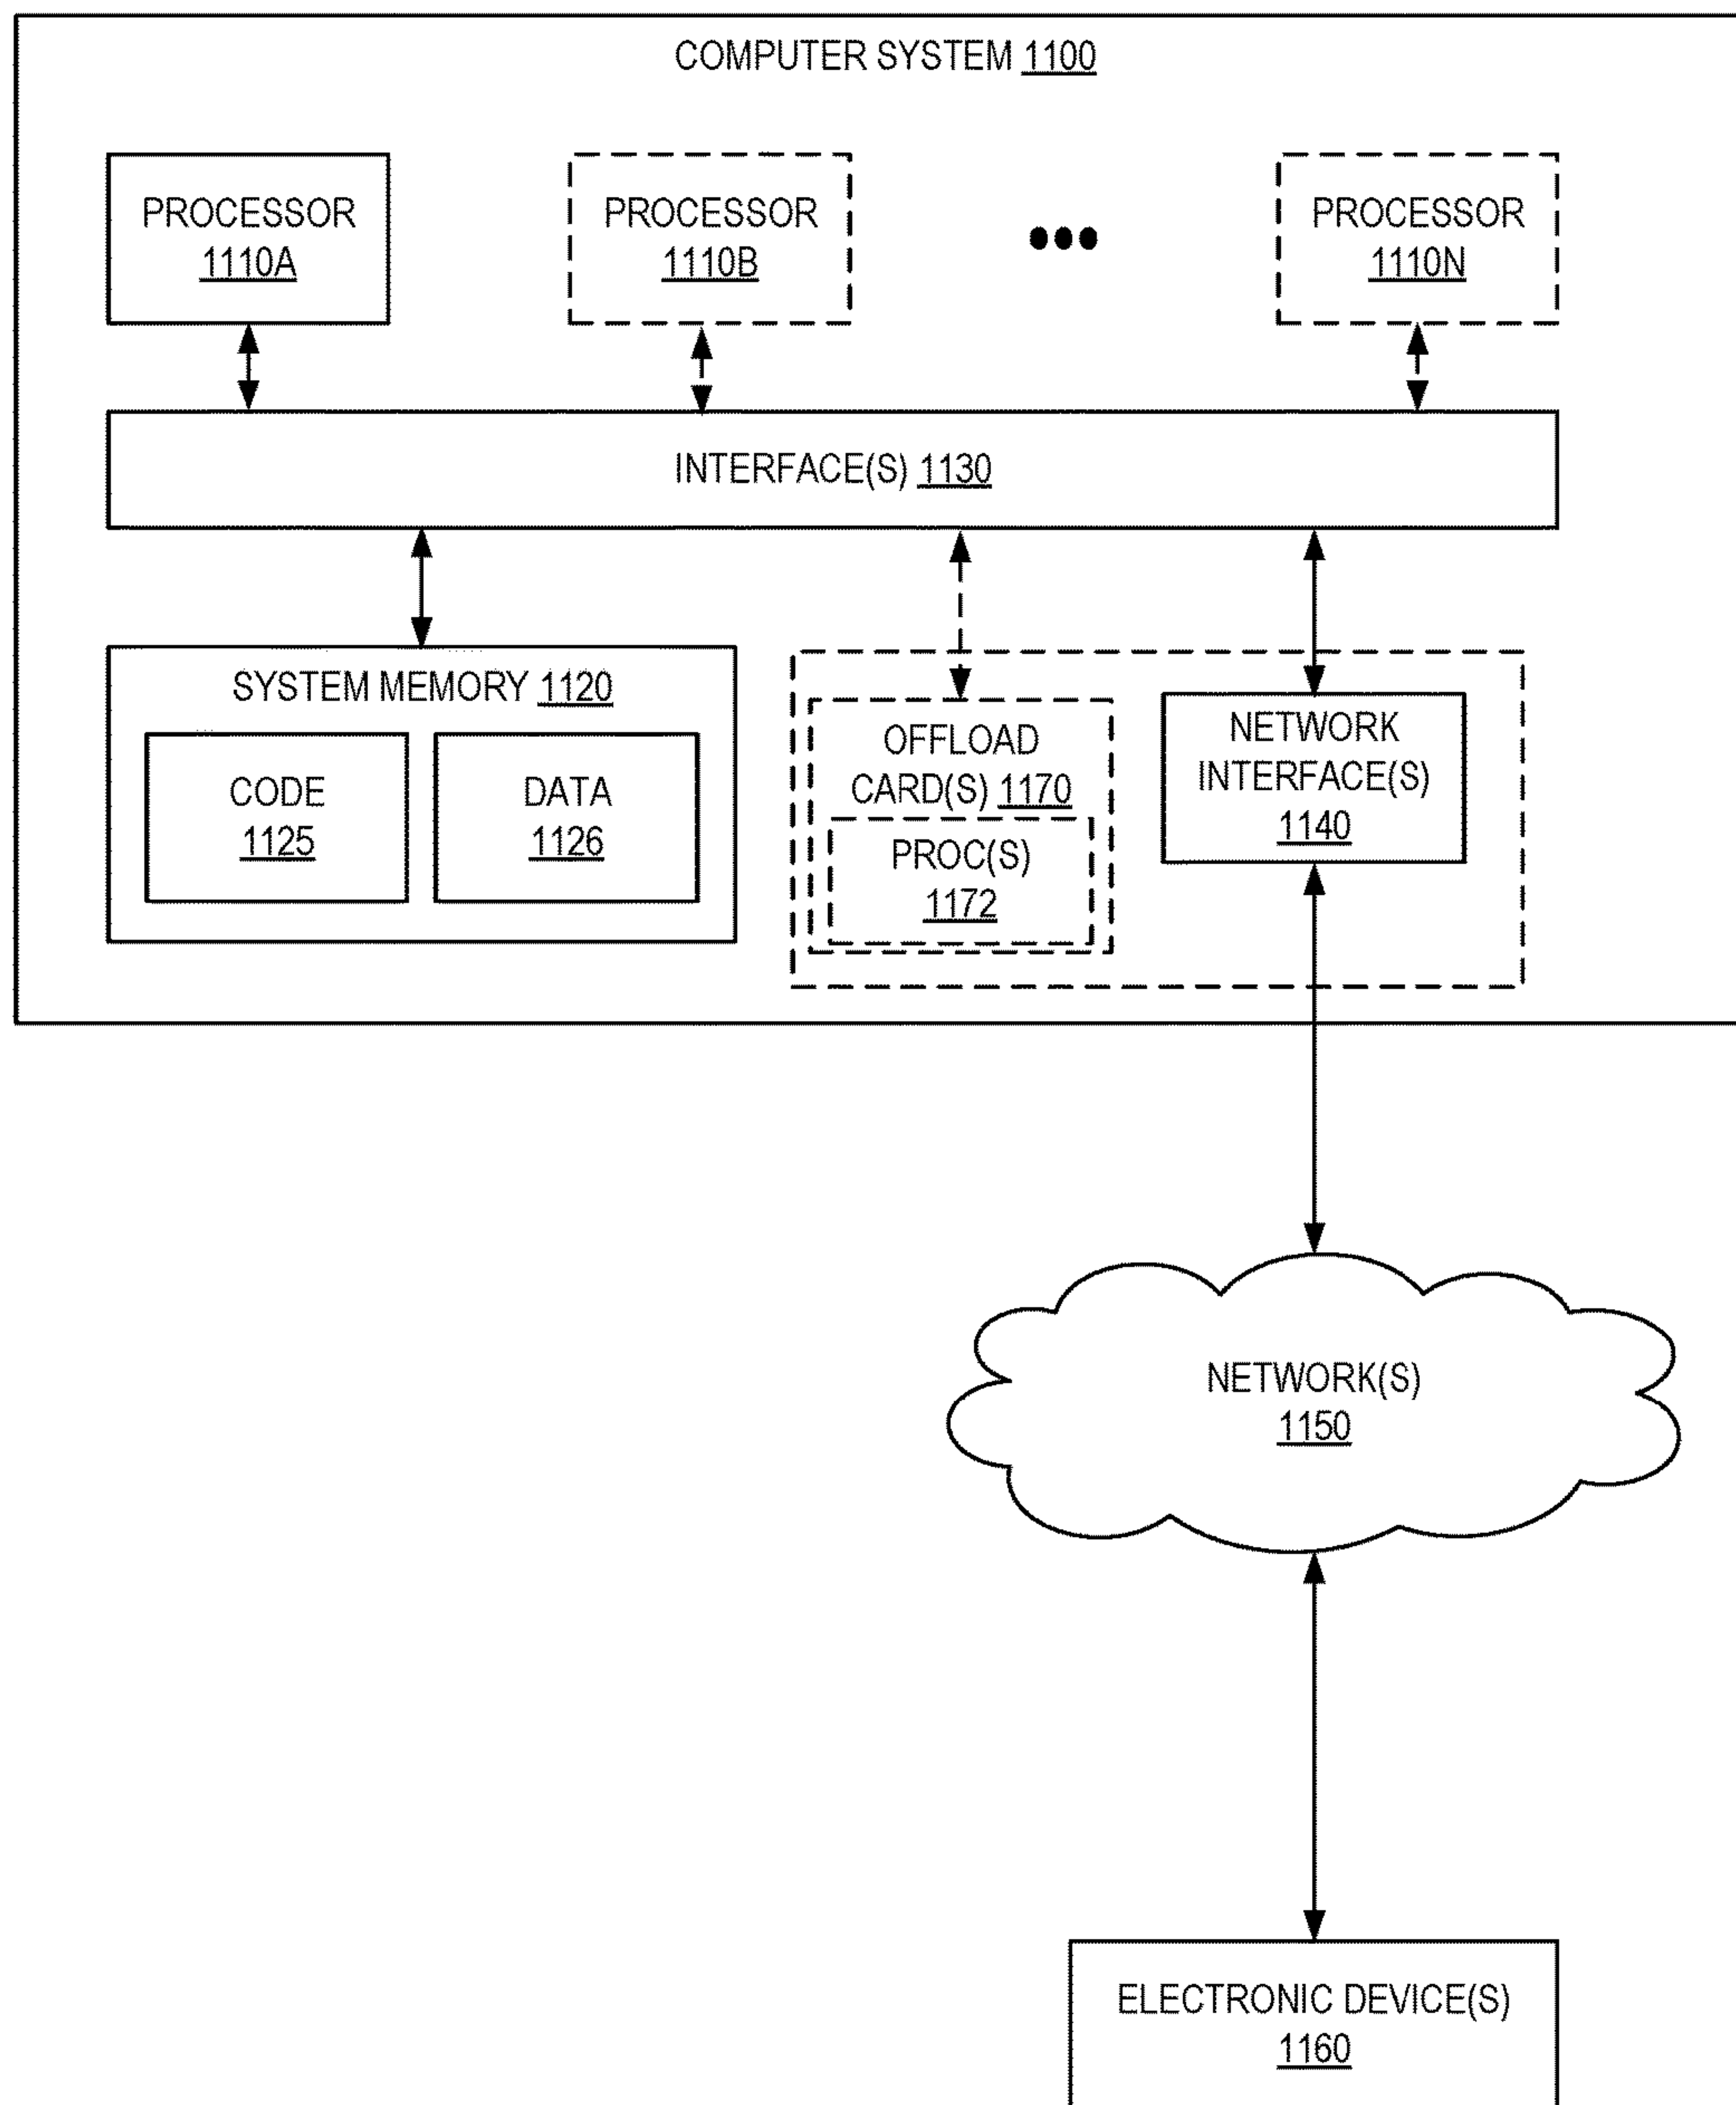 COMPUTER SYSTEM 1100
PROCESSOR
1110A
PROCESSOR
1110B
PROCESSOR
1110N
INTERFACE(S) 1130
SYSTEM MEMORY 1120
CODE
1125
DATA
1126
OFFLOAD
CARD(S) 1170
PROC(S)
1172
NETWORK
INTERFACE(S)
1140
NETWORK(S)
1150
ELECTRONIC DEVICE(S)
1160